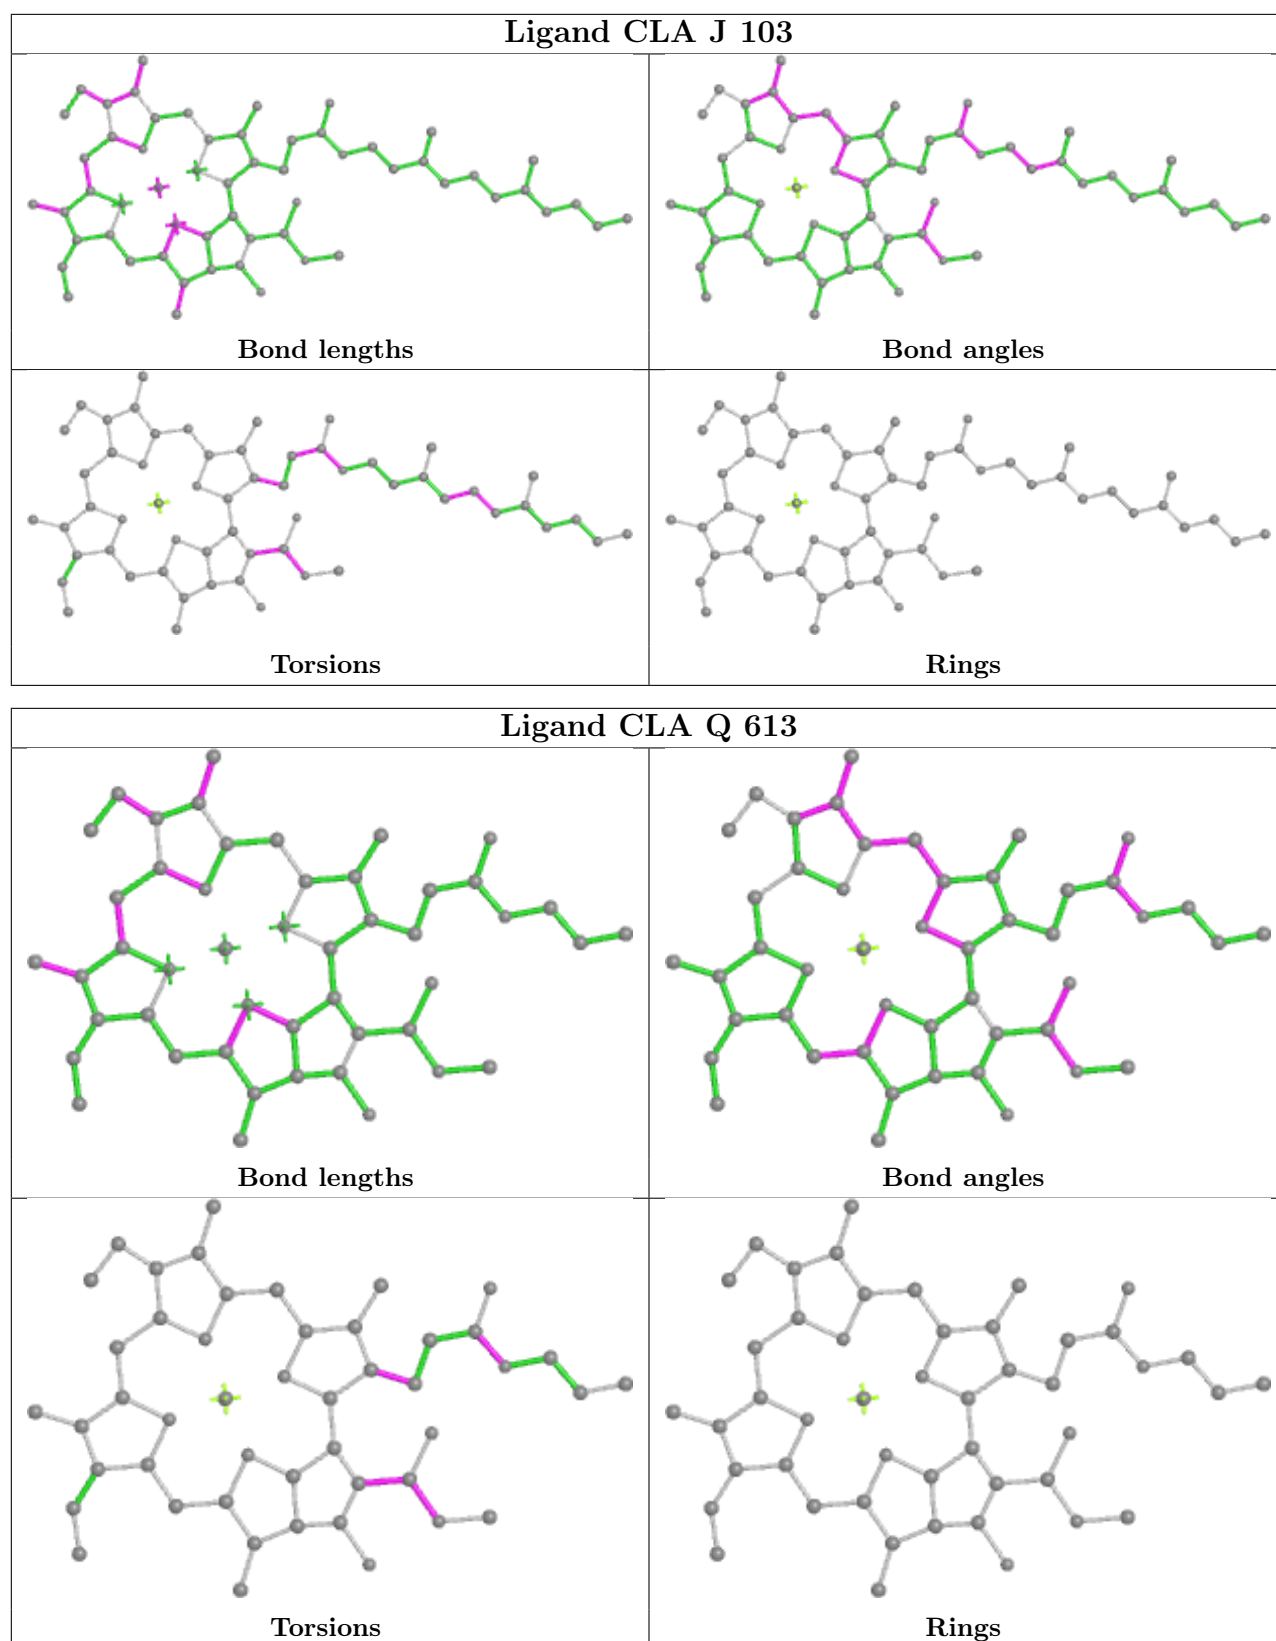 Ligand CLA J 103
Bond lengths
Bond angles
Torsions
Rings
Ligand CLA Q 613
Bond lengths
Bond angles
Torsions
Rings